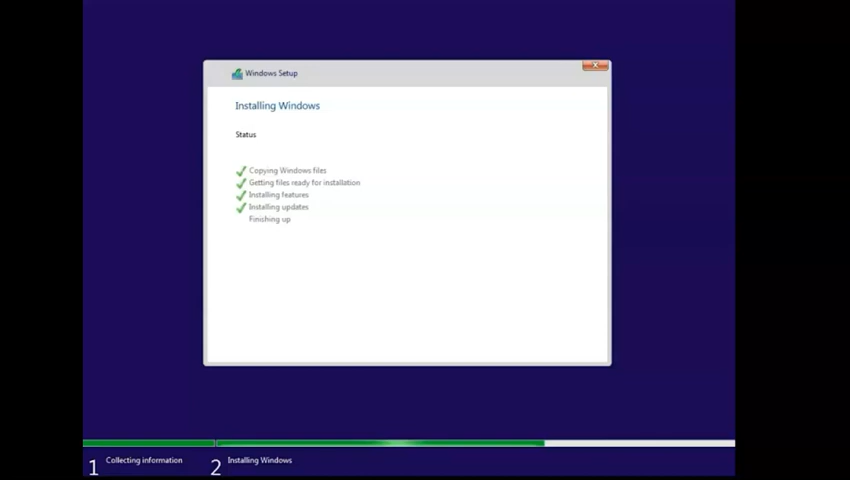 Windows Setup
Installing Windows
Status
Copying Windows files
Getting files ready for installation
Installing features
Installing updates
Finishing up
1 Collecting information
2 Installing Windows